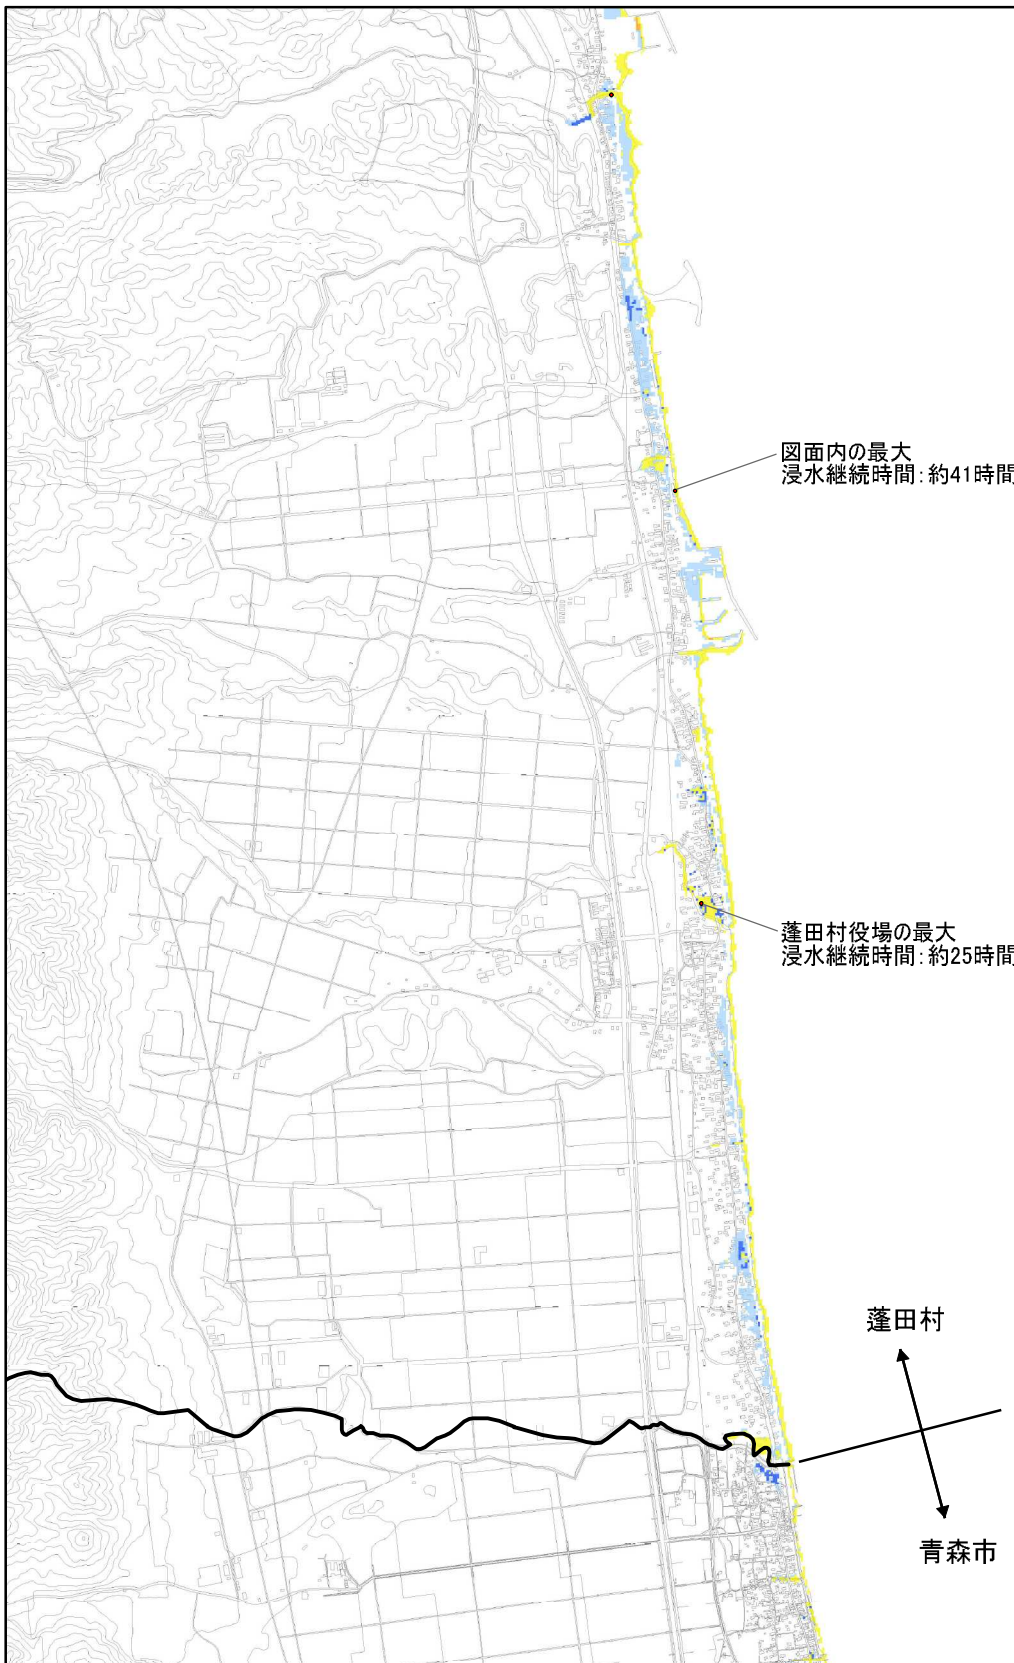 図面内の最大
浸水継続時間:約41時間
蓬田村役場の最大
浸水継続時間:約25時間
蓬田村
青森市